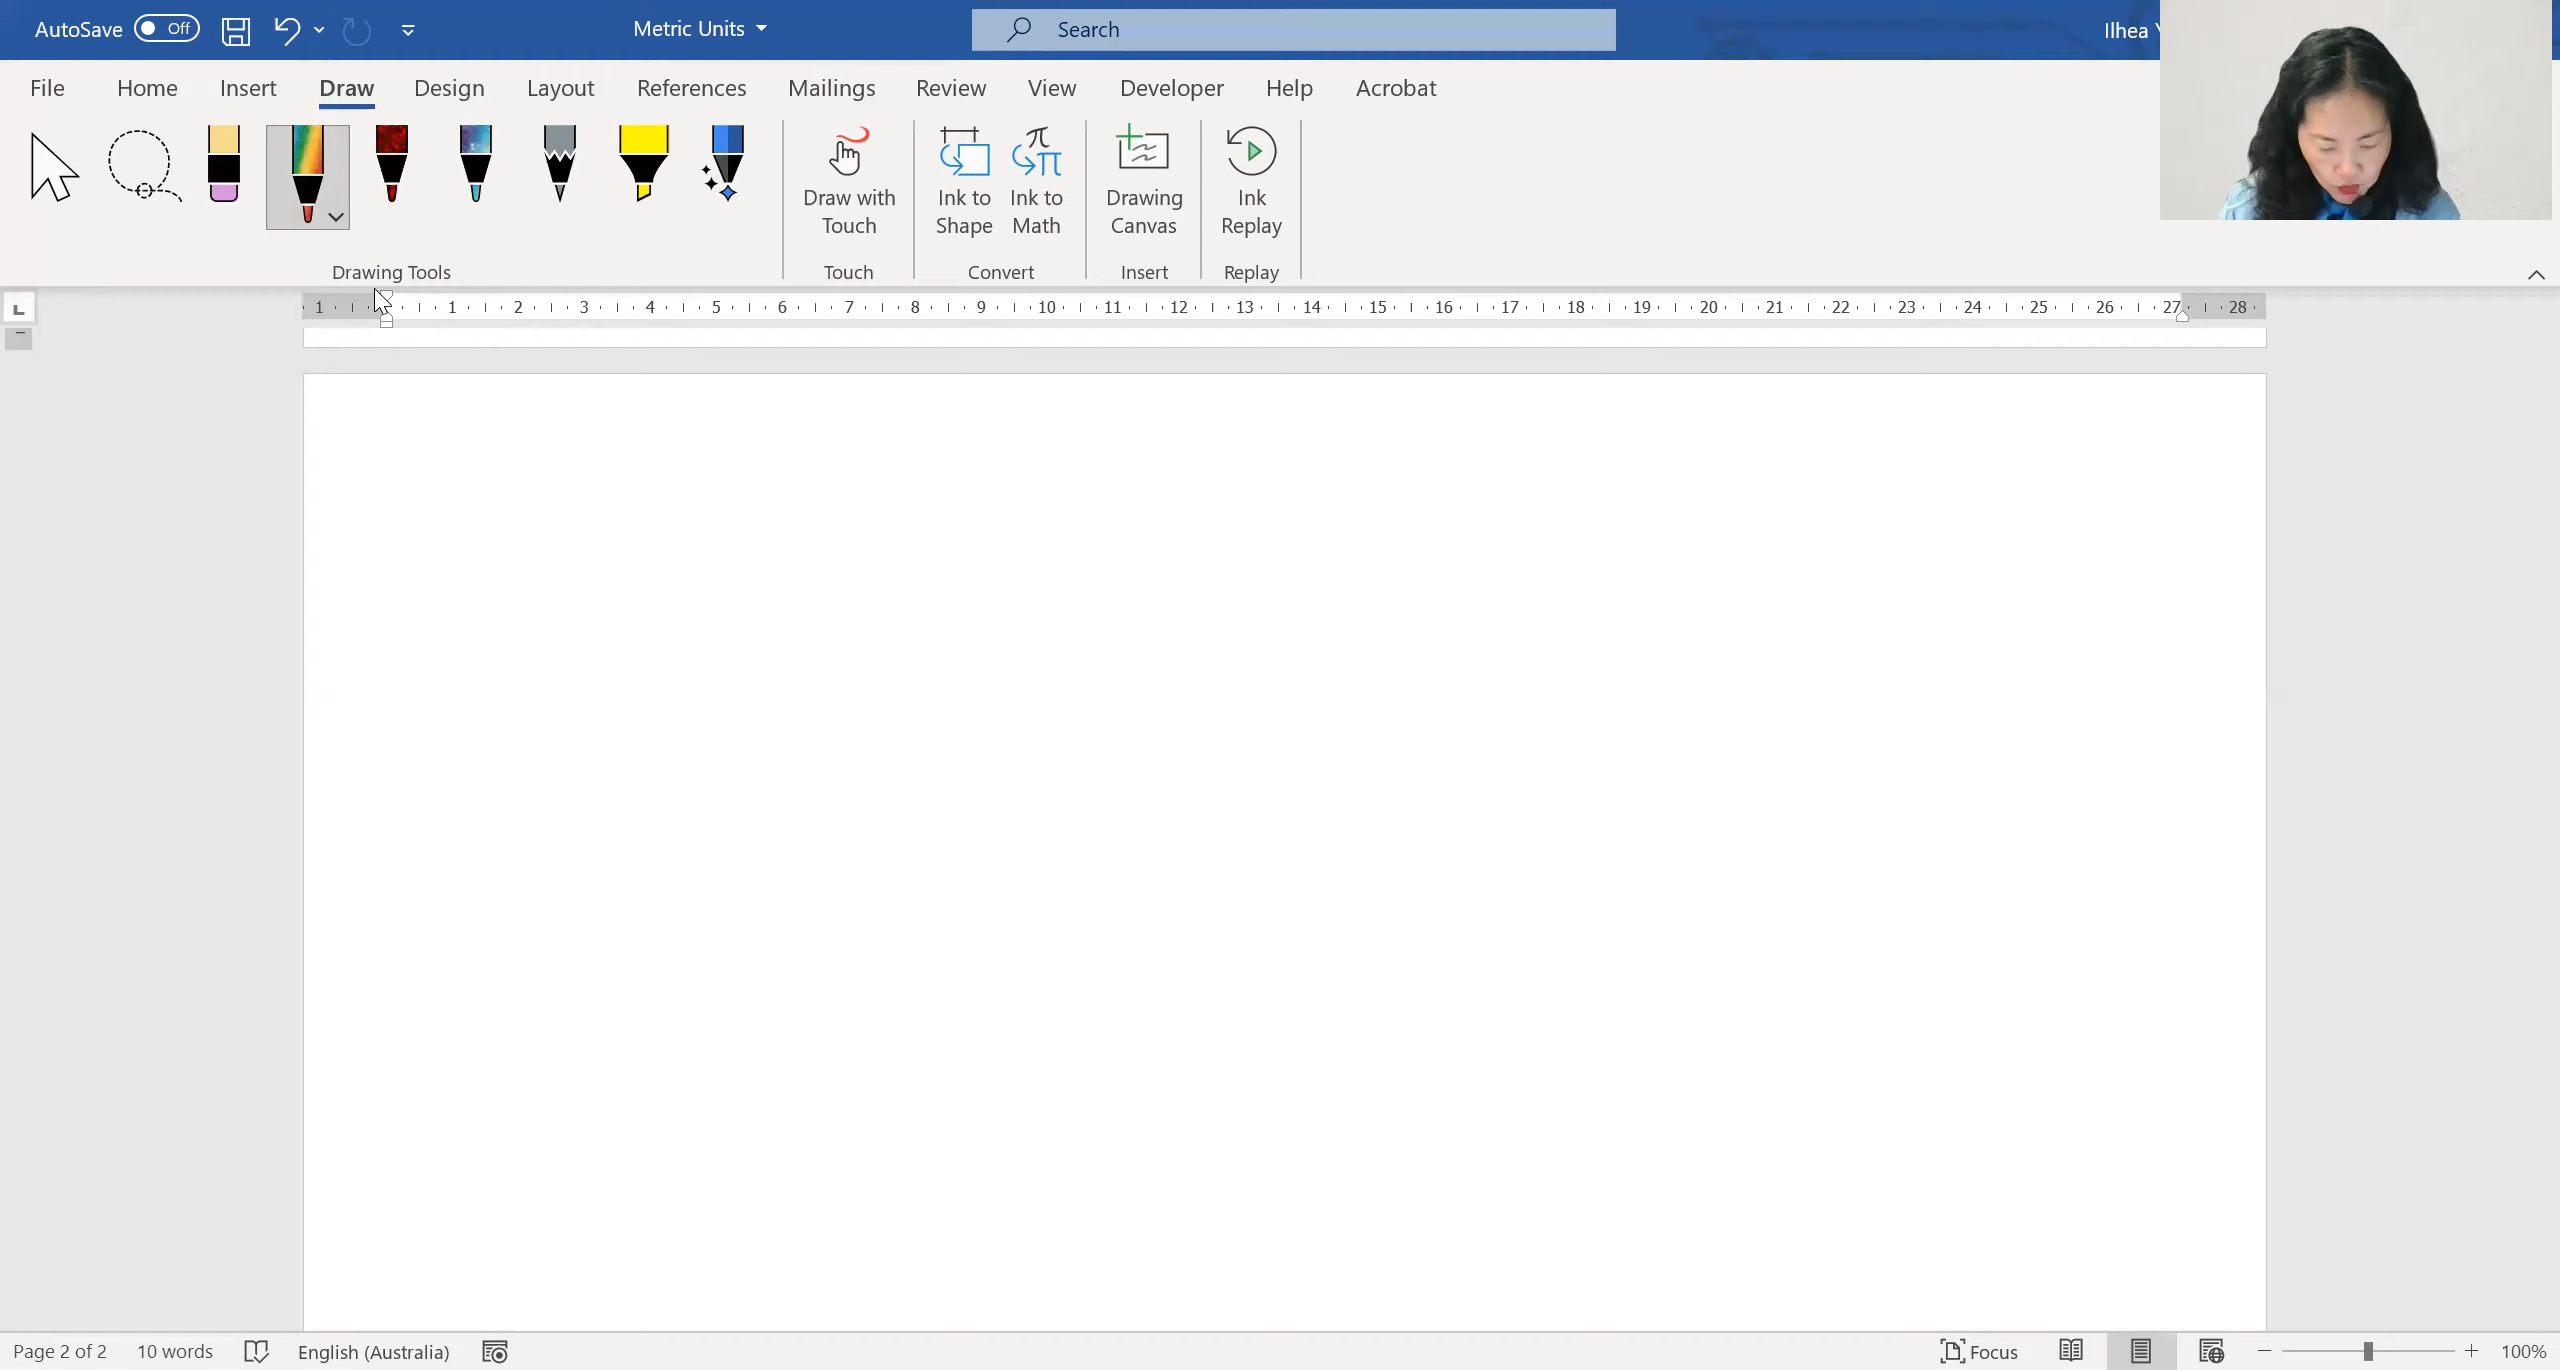 AutoSave Off Metric Units Search Ilhea
File Home Insert Draw Design Layout References Mailings Review View Developer Help Acrobat
Draw with Touch
Ink to Shape
Ink to Math
Drawing Canvas
Ink Replay
Drawing Tools Touch Convert Insert Replay
1 1 2 3 4 5 6 7 8 9 10 11 12 13 14 15 16 17 18 19 20 21 22 23 24 25 26 27 28
Page 2 of 2 10 words English (Australia) Focus 100%